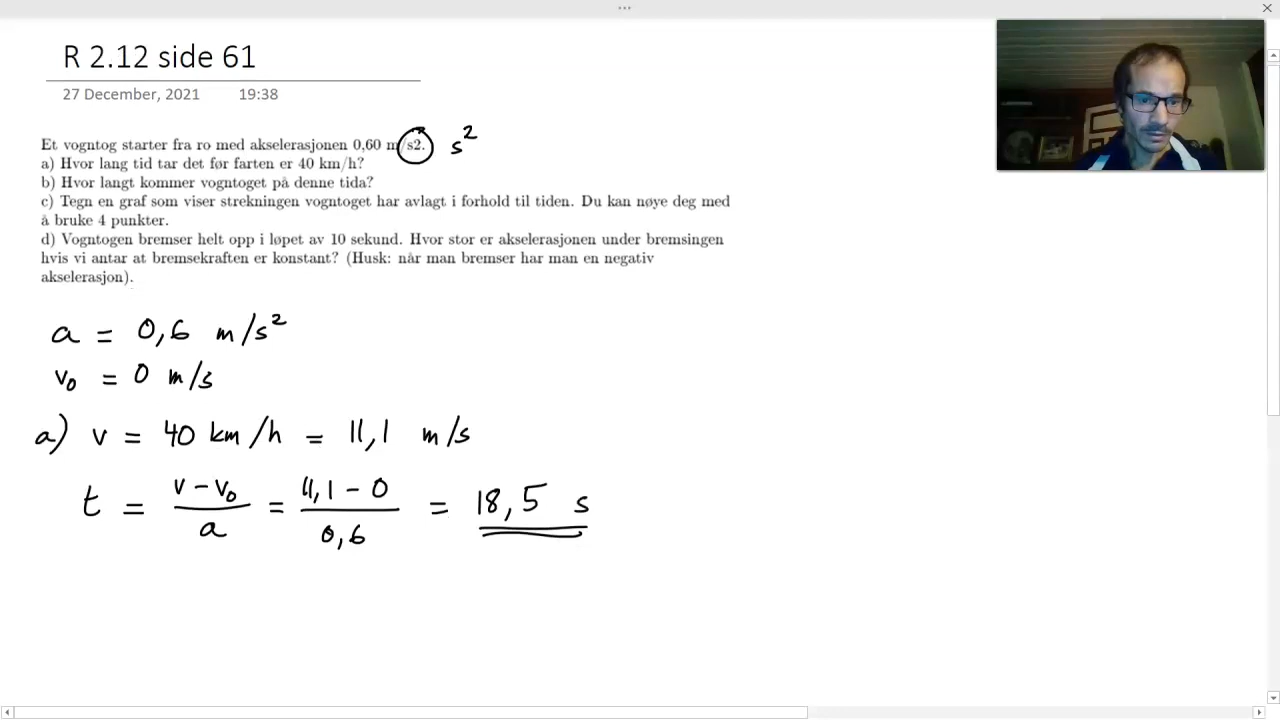 R 2.12 side 61
27 December, 2021 19:38
Et vogntog starter fra ro med akselerasjonen 0,60 m/s2. s²
a) Hvor lang tid tar det før farten er 40 km/h?
b) Hvor langt kommer vogntoget på denne tida?
c) Tegn en graf som viser strekningen vogntoget har avlagt i forhold til tiden. Du kan nøye deg med
å bruke 4 punkter.
d) Vogntogen bremser helt opp i løpet av 10 sekund. Hvor stor er akselerasjonen under bremsingen
hvis vi antar at bremsekraften er konstant? (Husk: når man bremser har man en negativ
akselerasjon).
a = 0,6 m/s²
v₀ = 0 m/s
a) v = 40 km/h = 11,1 m/s
t = (v - v₀)/a = (11,1 - 0)/0,6 = 18,5 s